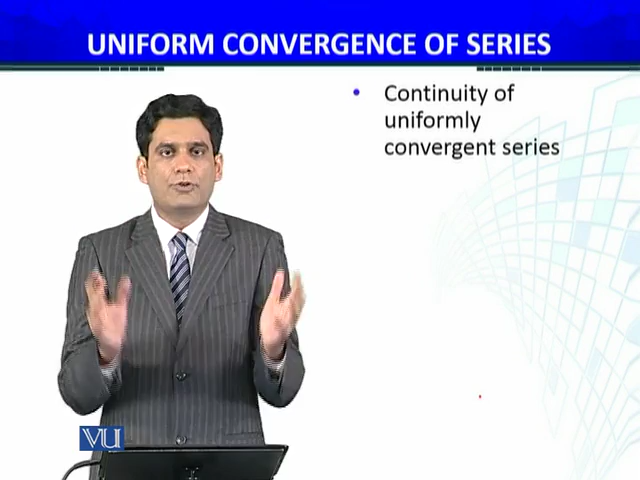 UNIFORM CONVERGENCE OF SERIES
• Continuity of
uniformly
convergent series
VU